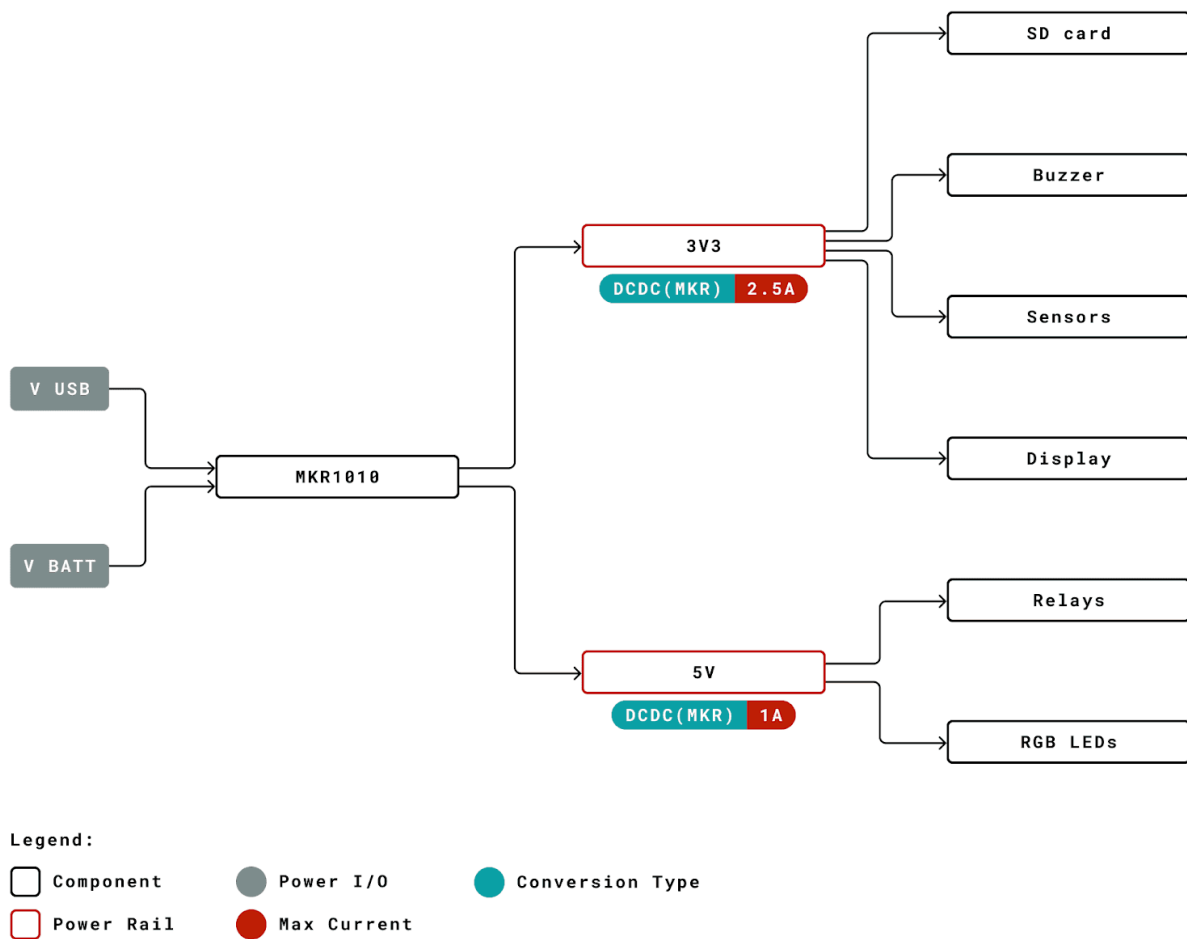 SD card
Buzzer
3V3
DCDC(MKR) 2.5A
Sensors
V USB
Display
MKR1010
V BATT
Relays
5V
DCDC(MKR) 1A
RGB LEDs
Legend:
Component
Power I/O
Conversion Type
Power Rail
Max Current